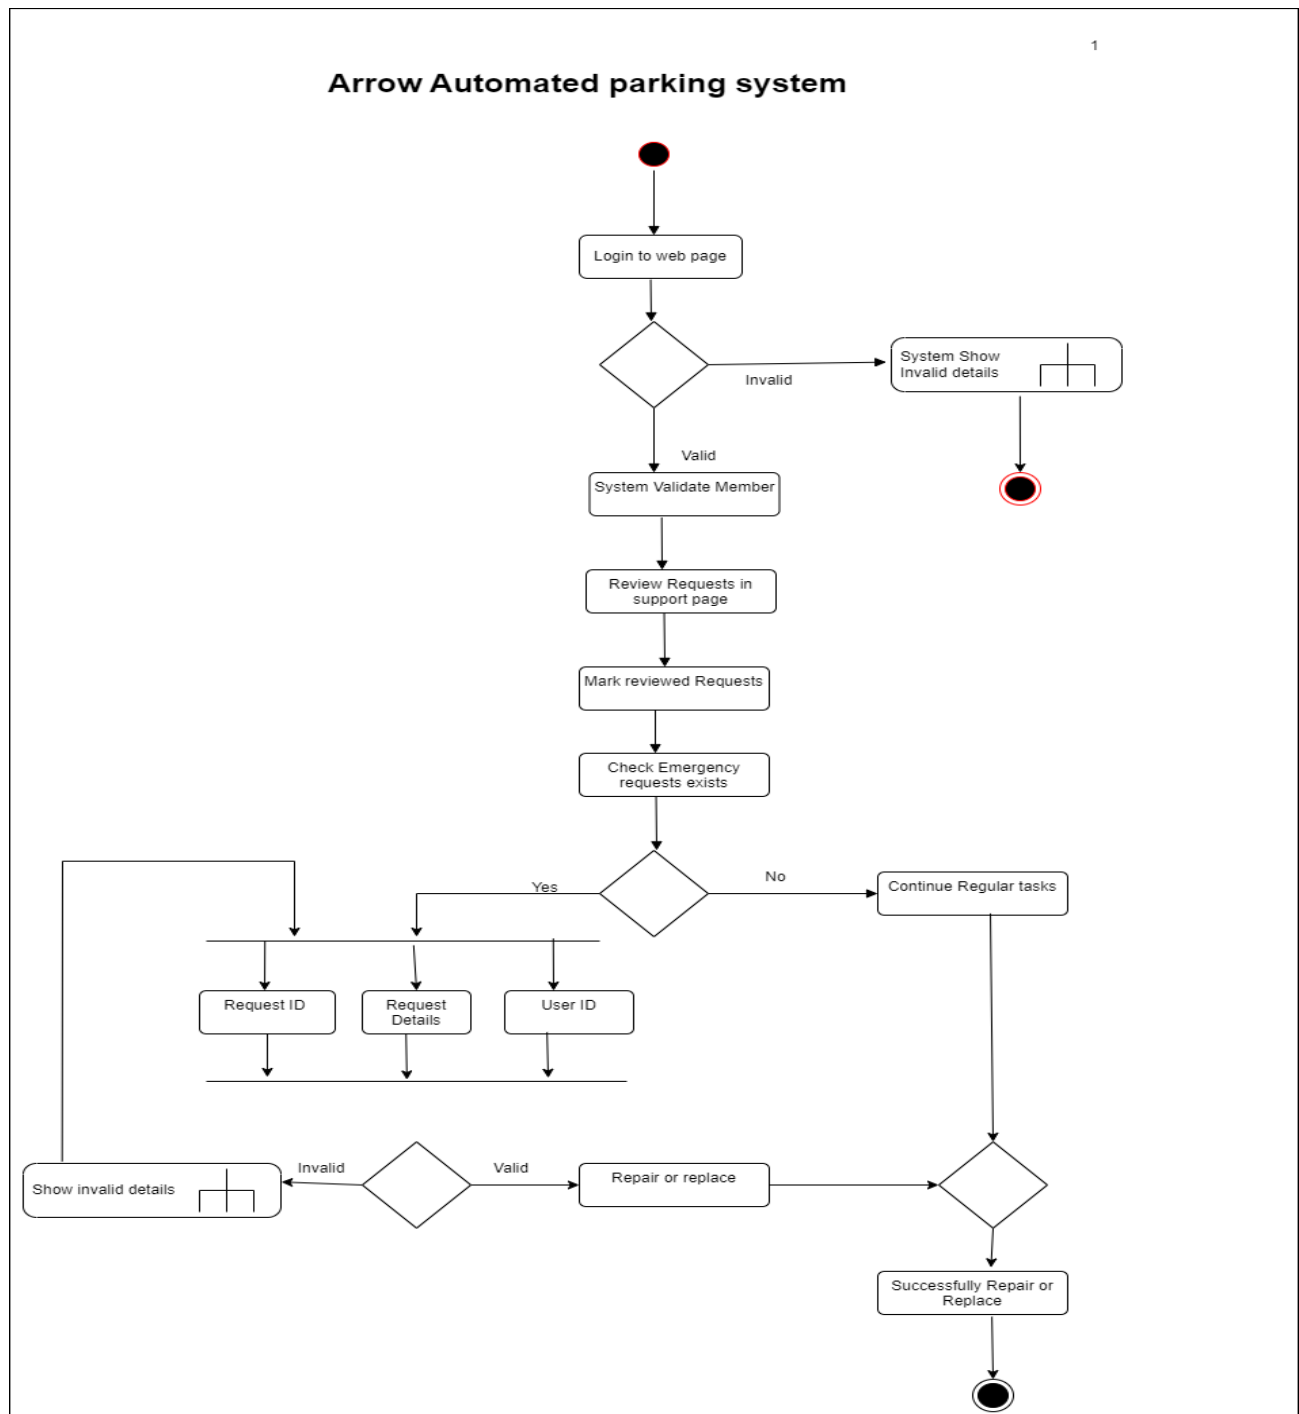 1
Arrow Automated parking system
Login to web page
System Show
Invalid details
Invalid
Valid
System Validate Member
Review Requests in
support page
Mark reviewed Requests
Check Emergency
requests exists
Yes
No
Continue Regular tasks
Request ID
Request
Details
User ID
Show invalid details
Invalid
Valid
Repair or replace
Successfully Repair or
Replace